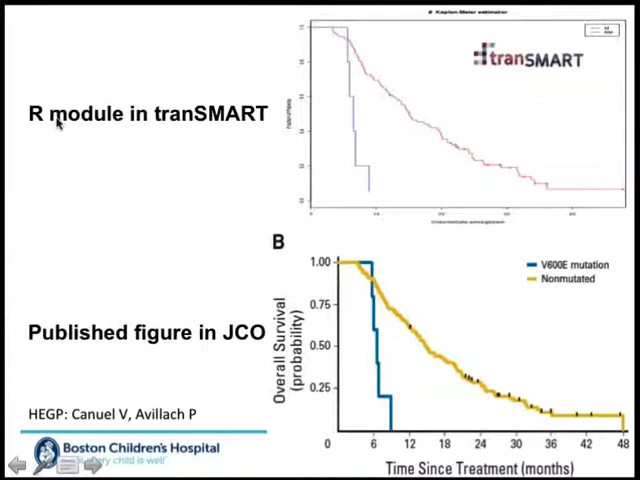 Kaplan-Meier estimator
tranSMART
R module in tranSMART
B
V600E mutation
Nonmutated
1.00
0.75
0.50
0.25
Overall Survival
(probability)
Published figure in JCO
0 6 12 18 24 30 36 42 48
Time Since Treatment (months)
HEGP: Canuel V, Avillach P
Boston Children's Hospital
every child is well"